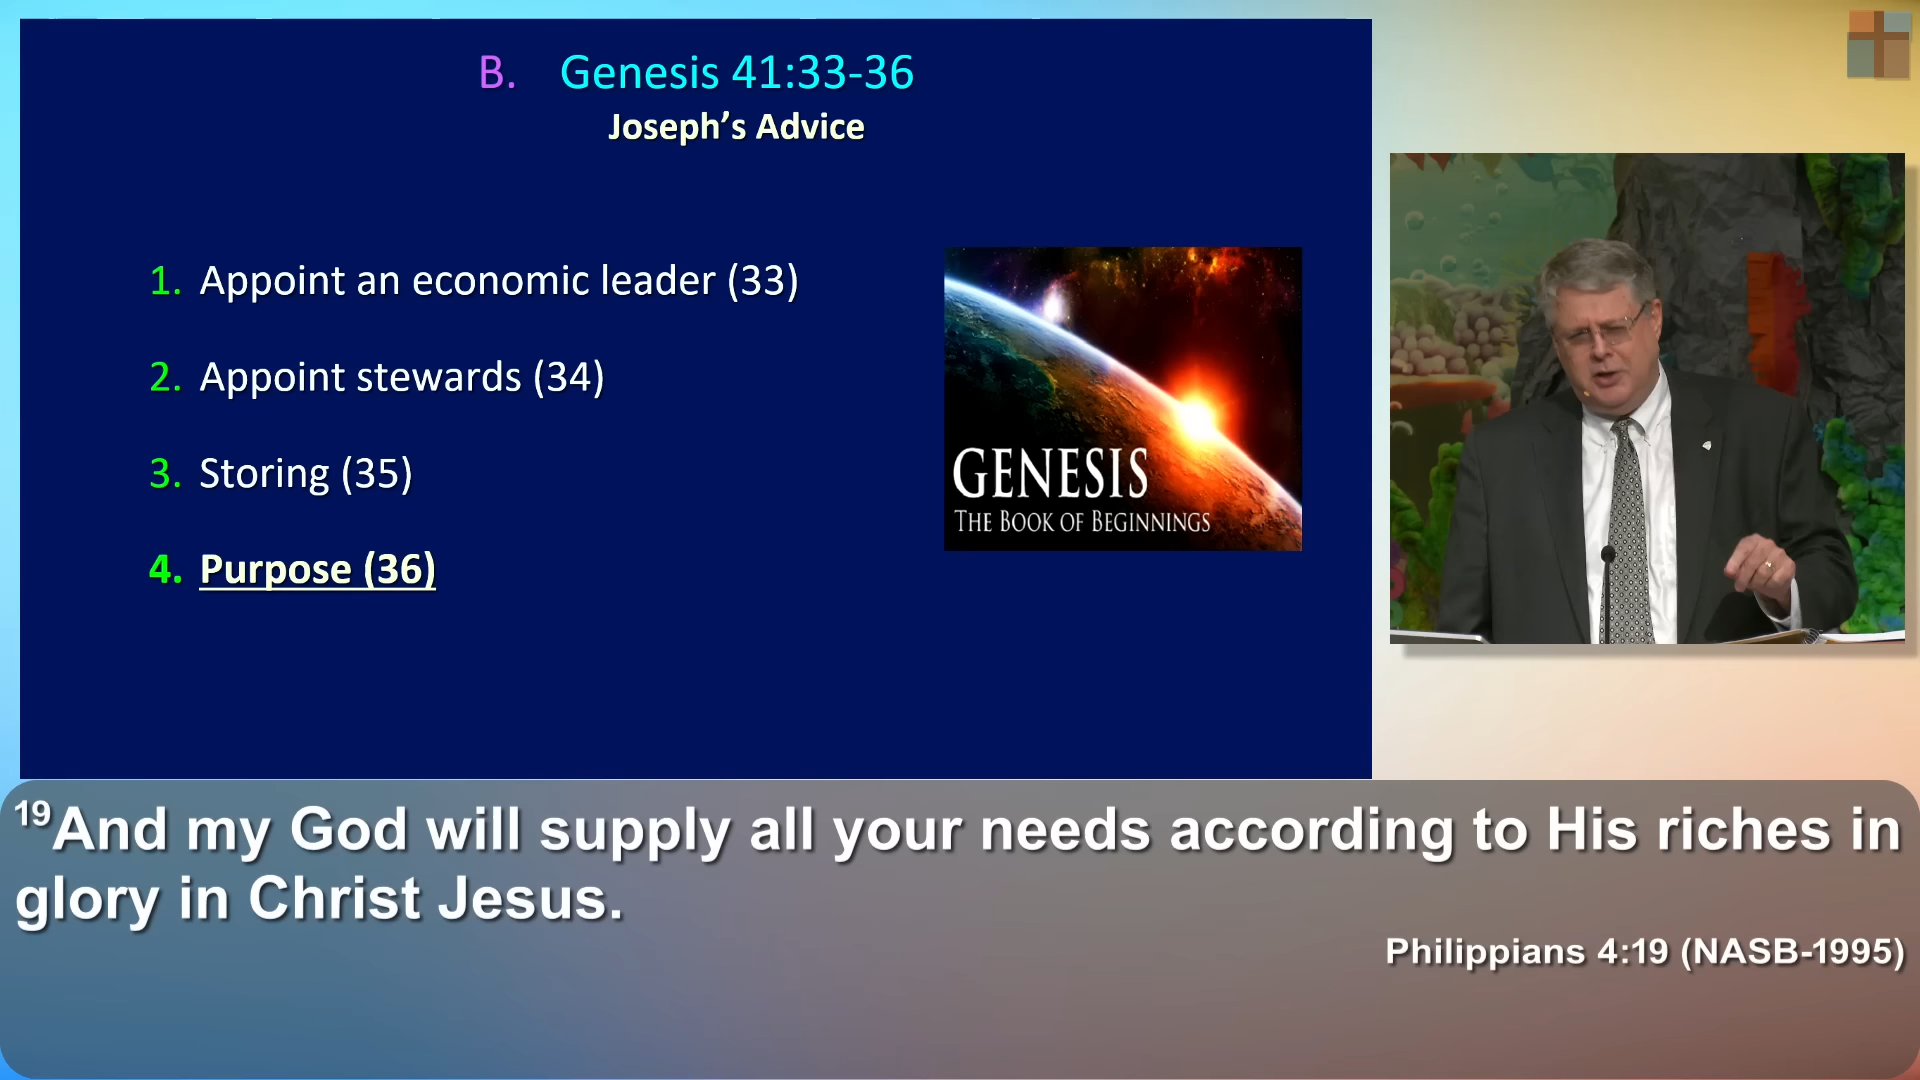 B. Genesis 41:33-36
Joseph’s Advice
1. Appoint an economic leader (33)
2. Appoint stewards (34)
3. Storing (35)
4. Purpose (36)
GENESIS
THE BOOK OF BEGINNINGS
19And my God will supply all your needs according to His riches in
glory in Christ Jesus.
Philippians 4:19 (NASB-1995)